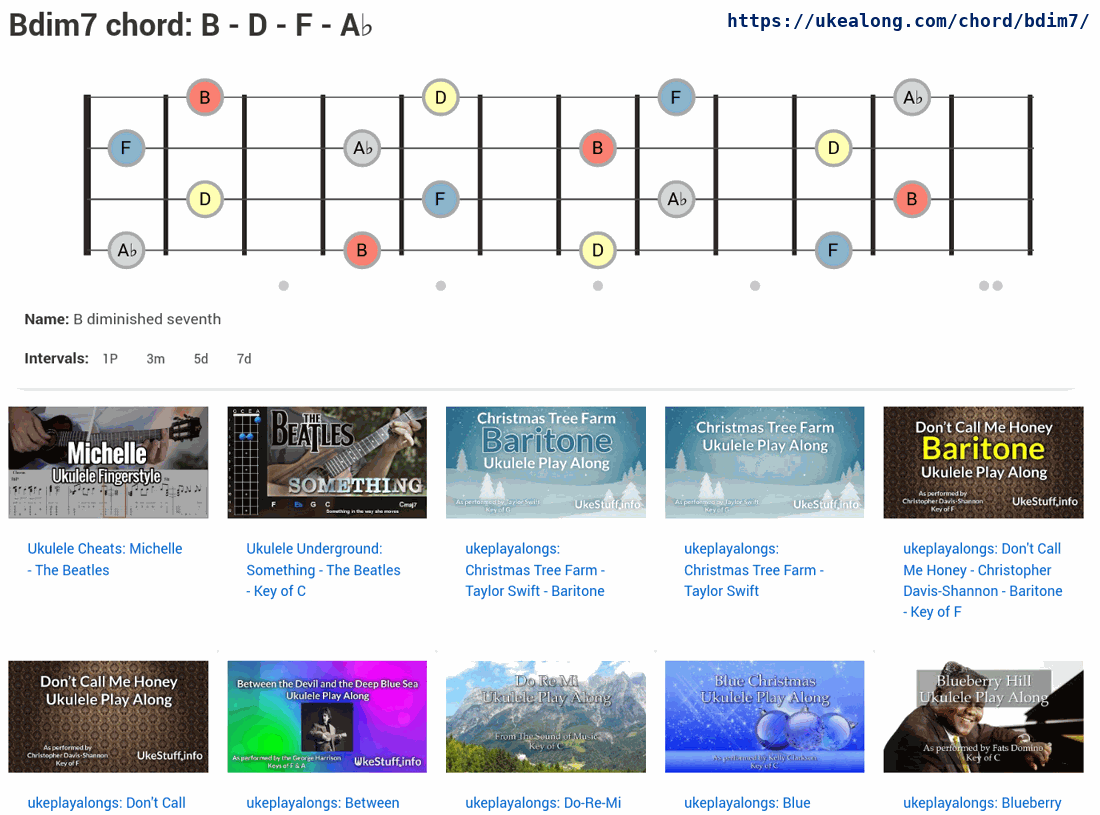 Bdim7 chord: B - D - F - A♭
https://ukealong.com/chord/bdim7/
B D F A♭
F A♭ B D
D F A♭ B
A♭ B D F
Name: B diminished seventh
Intervals: 1P 3m 5d 7d
Michelle
Ukulele Fingerstyle
G C E A
THE
BEATLES
SOMETHING
F Eb G C Cmaj7
Something in the way she moves
Christmas Tree Farm
Baritone
Ukulele Play Along
As performed by Taylor Swift
Key of G
UkeStuff.info
Christmas Tree Farm
Ukulele Play Along
As performed by Taylor Swift
Key of G
UkeStuff.info
Don't Call Me Honey
Baritone
Ukulele Play Along
As performed by
Christopher Davis-Shannon
Key of F
UkeStuff.info
Ukulele Cheats: Michelle
- The Beatles
Ukulele Underground:
Something - The Beatles
- Key of C
ukeplayalongs:
Christmas Tree Farm -
Taylor Swift - Baritone
ukeplayalongs:
Christmas Tree Farm -
Taylor Swift
ukeplayalongs: Don't Call
Me Honey - Christopher
Davis-Shannon - Baritone
- Key of F
Don't Call Me Honey
Ukulele Play Along
As performed by
Christopher Davis-Shannon
Key of F
UkeStuff.info
Between the Devil and the Deep Blue Sea
Ukulele Play Along
As performed by the George Harrison
Keys of F & A
UkeStuff.info
Do Re Mi
Ukulele Play Along
From The Sound of Music
Key of C
Blue Christmas
Ukulele Play Along
As performed by Kelly Clarkson
Key of C
Blueberry Hill
Ukulele Play Along
As performed by Fats Domino
Key of C
ukeplayalongs: Don't Call
ukeplayalongs: Between
ukeplayalongs: Do-Re-Mi
ukeplayalongs: Blue
ukeplayalongs: Blueberry